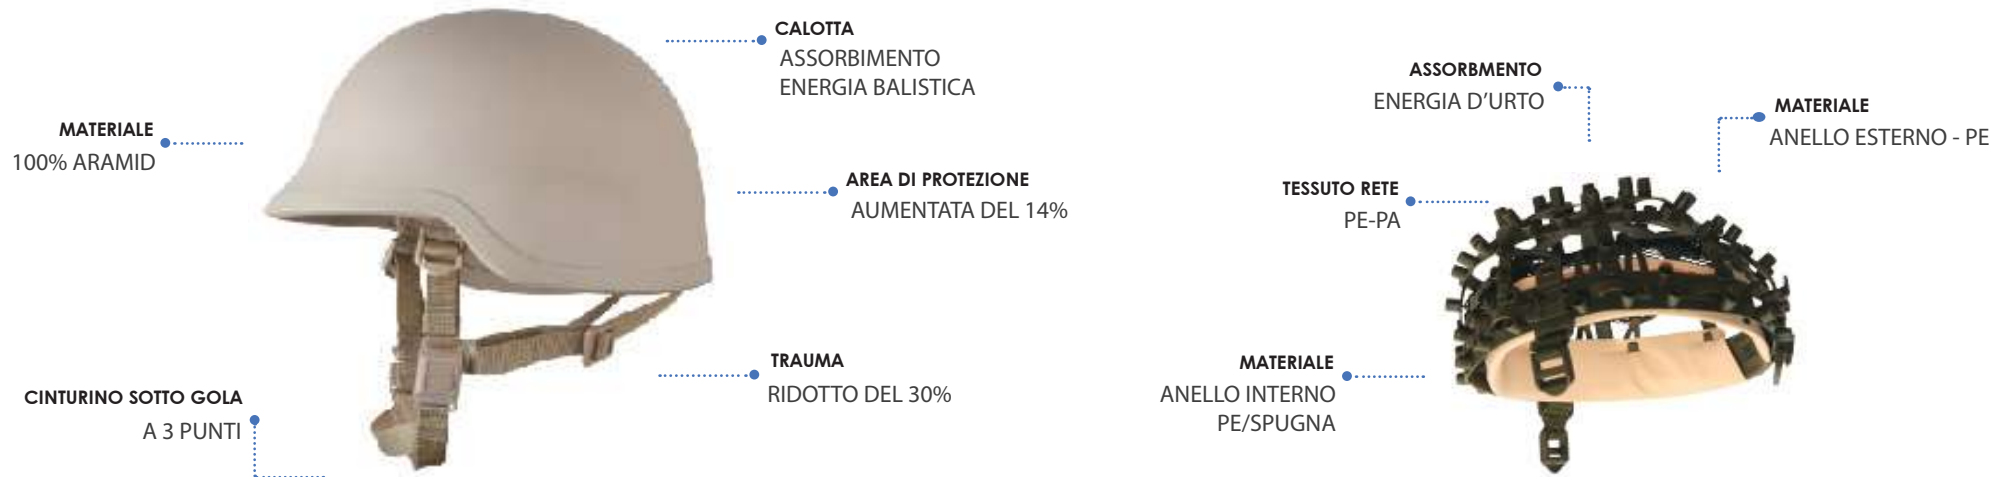 CALOTTA
ASSORBIMENTO
ENERGIA BALISTICA
MATERIALE
100% ARAMID
AREA DI PROTEZIONE
AUMENTATA DEL 14%
TRAUMA
RIDOTTO DEL 30%
CINTURINO SOTTO GOLA
A 3 PUNTI
ASSORBMENTO
ENERGIA D'URTO
MATERIALE
ANELLO ESTERNO - PE
TESSUTO RETE
PE-PA
MATERIALE
ANELLO INTERNO
PE/SPUGNA